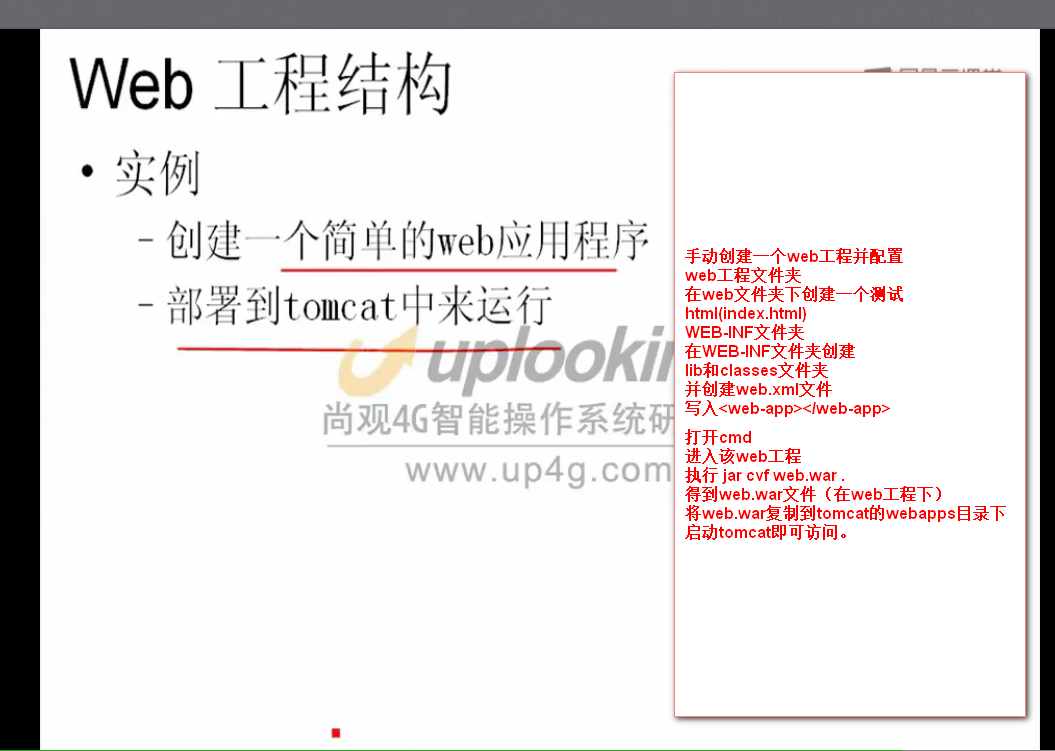 Web 工程结构
• 实例
– 创建一个简单的web应用程序
– 部署到tomcat中来运行
uplookin
尚观4G智能操作系统研
www.up4g.com
手动创建一个web工程并配置
web工程文件夹
在web文件夹下创建一个测试
html(index.html)
WEB-INF文件夹
在WEB-INF文件夹创建
lib和classes文件夹
并创建web.xml文件
写入<web-app></web-app>
打开cmd
进入该web工程
执行 jar cvf web.war .
得到web.war文件（在web工程下）
将web.war复制到tomcat的webapps目录下
启动tomcat即可访问。